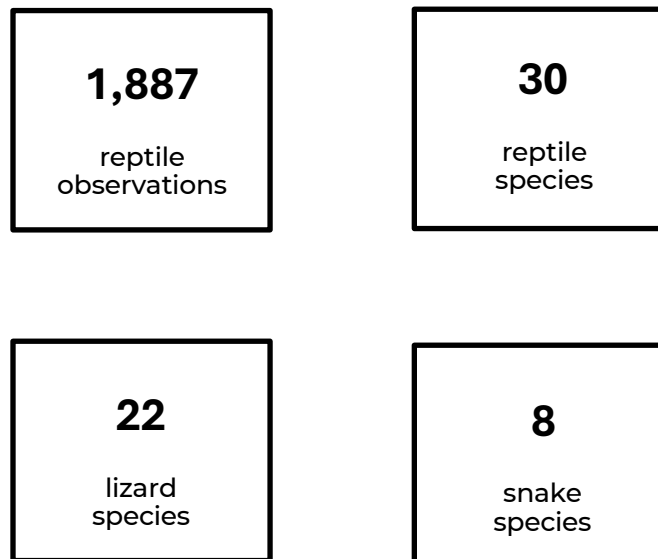 1,887
reptile
observations
30
reptile
species
22
lizard
species
8
snake
species